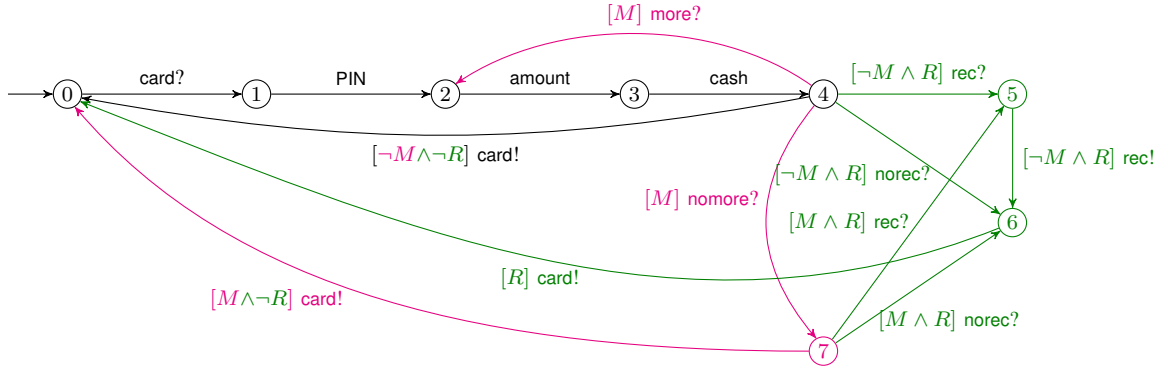 [M] more?
card?
PIN
amount
cash
[¬M ∧ R] rec?
0
1
2
3
4
5
[¬M∧¬R] card!
[¬M ∧ R] rec!
[¬M ∧ R] norec?
[M] nomore?
[M ∧ R] rec?
6
[R] card!
[M∧¬R] card!
[M ∧ R] norec?
7